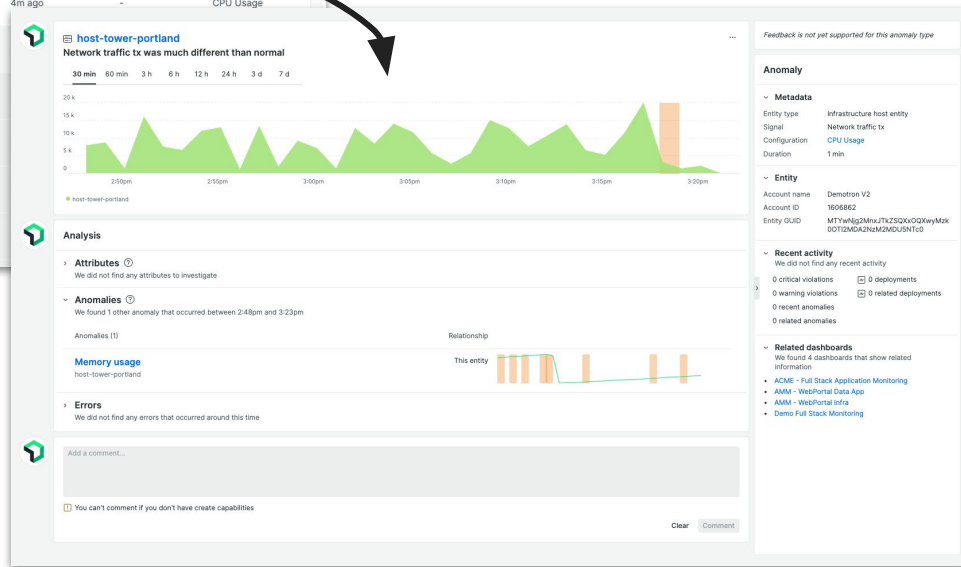 4m ago - CPU Usage
host-tower-portland
Network traffic tx was much different than normal
30 min 60 min 3 h 6 h 12 h 24 h 3 d 7 d
20 k
15 k
10 k
5 k
0
2:50pm 2:55pm 3:00pm 3:05pm 3:10pm 3:15pm 3:20pm
host-tower-portland
Analysis
Attributes ?
We did not find any attributes to investigate
Anomalies ?
We found 1 other anomaly that occurred between 2:48pm and 3:23pm
Anomalies (1) Relationship
Memory usage This entity
host-tower-portland
Errors
We did not find any errors that occurred around this time
Add a comment...
You can't comment if you don't have create capabilities
Clear Comment
Feedback is not yet supported for this anomaly type
Anomaly
Metadata
Entity type Infrastructure host entity
Signal Network traffic tx
Configuration CPU Usage
Duration 1 min
Entity
Account name Demotron V2
Account ID 1606862
Entity GUID MTYwNjg2MnxJTkZSQXxOQXwyMzk
0OTI2MDA2NzM2MDU5NTc0
Recent activity
We did not find any recent activity
0 critical violations 0 deployments
0 warning violations 0 related deployments
0 recent anomalies
0 related anomalies
Related dashboards
We found 4 dashboards that show related
information
ACME - Full Stack Application Monitoring
AMM - WebPortal Data App
AMM - WebPortal Infra
Demo Full Stack Monitoring